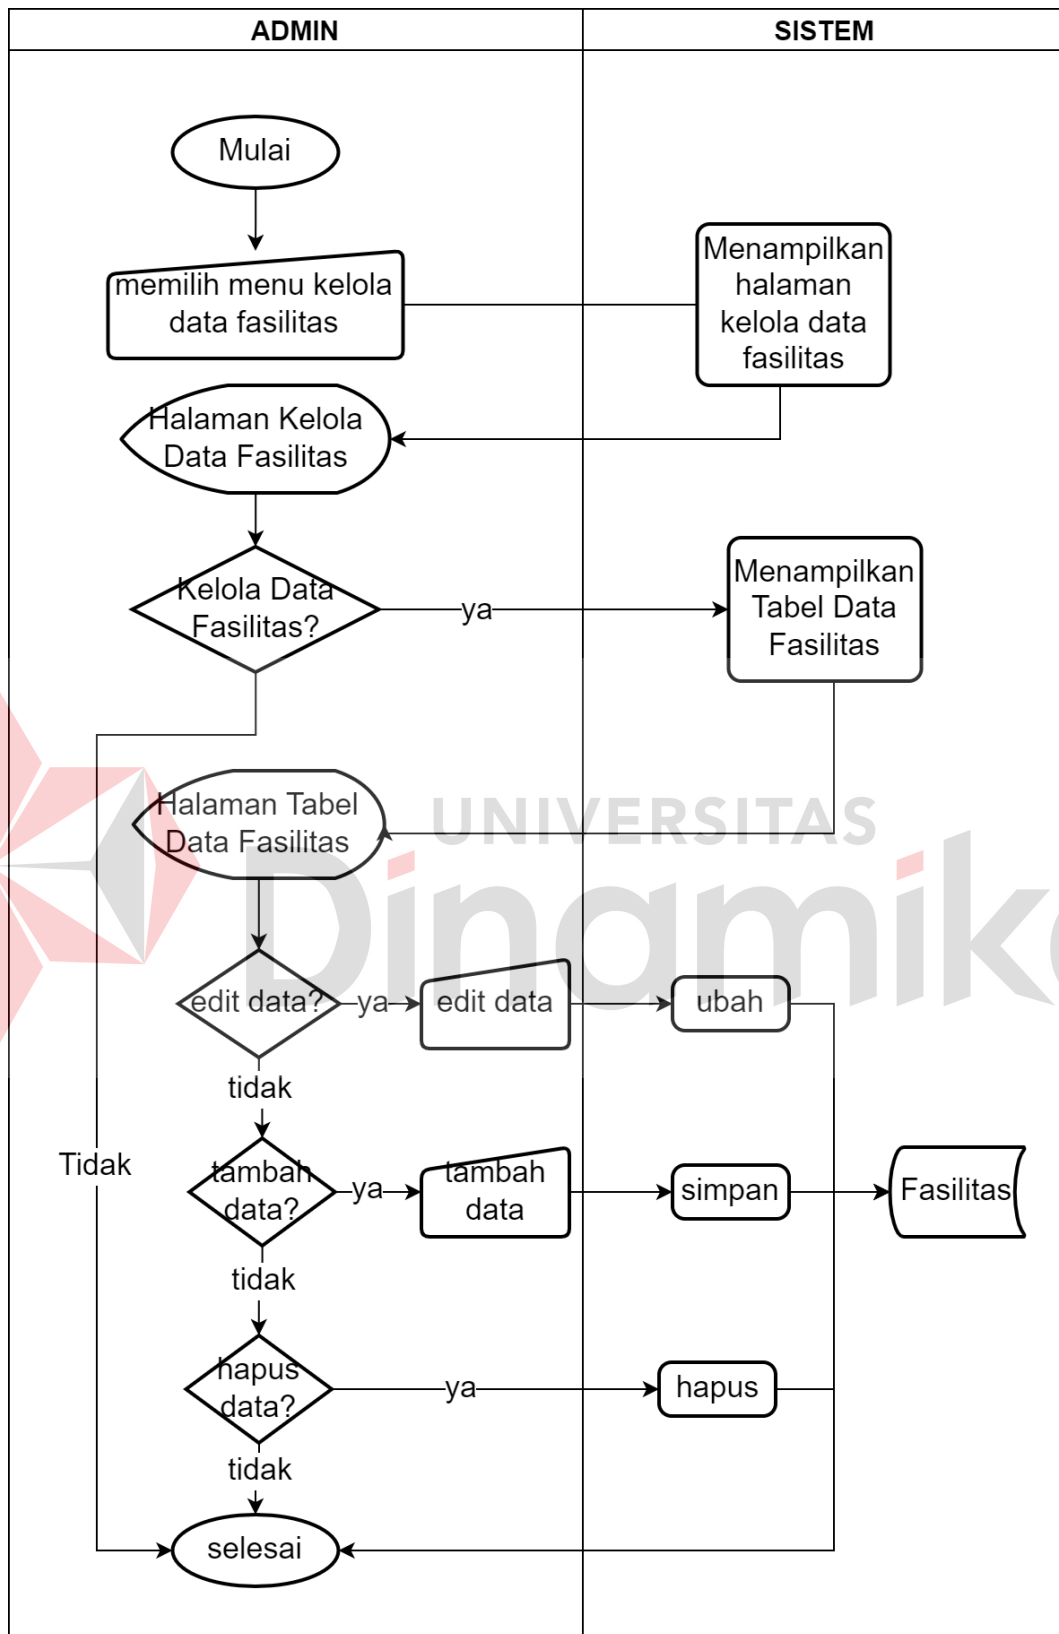 ADMIN
SISTEM
Mulai
memilih menu kelola
data fasilitas
Menampilkan
halaman
kelola data
fasilitas
Halaman Kelola
Data Fasilitas
Kelola Data
Fasilitas?
ya
Menampilkan
Tabel Data
Fasilitas
Halaman Tabel
Data Fasilitas
UNIVERSITAS
Dinamika
edit data?
ya
edit data
ubah
tidak
Tidak
tambah
data?
ya
tambah
data
simpan
Fasilitas
tidak
hapus
data?
ya
hapus
tidak
selesai